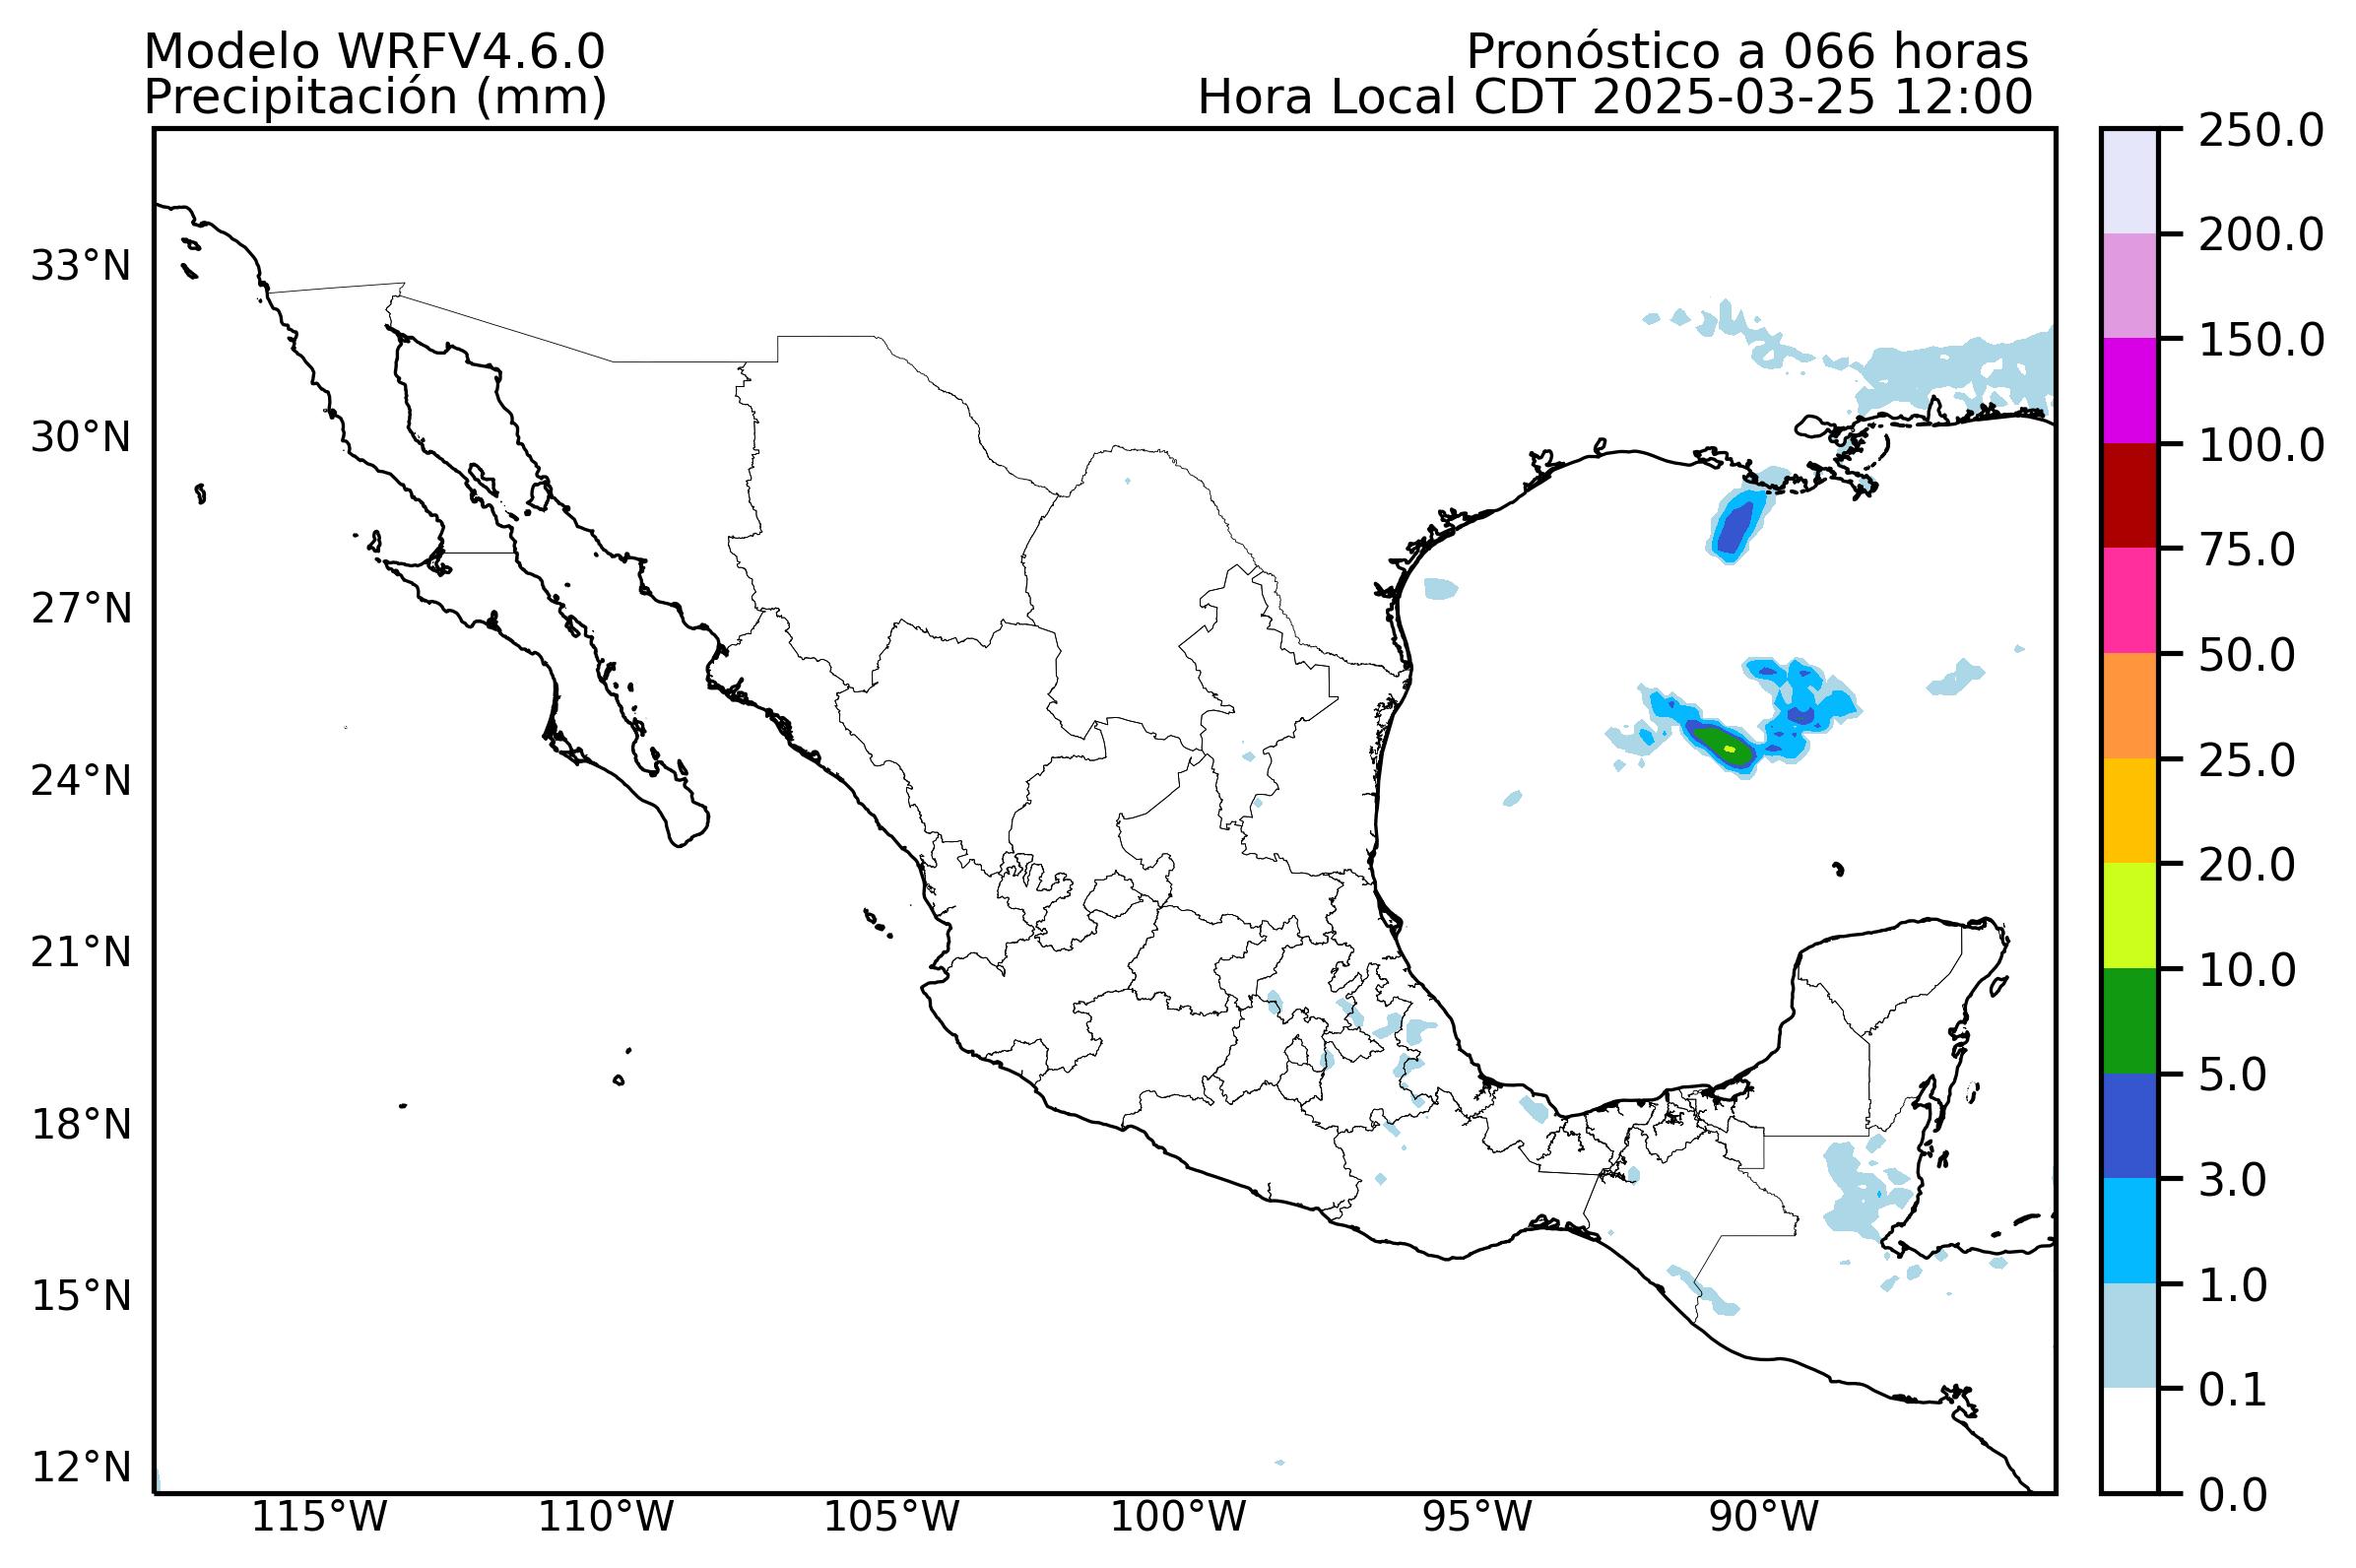 Modelo WRFV4.6.0
Pronóstico a 066 horas
Precipitación (mm)
Hora Local CDT 2025-03-25 12:00
33°N
30°N
27°N
24°N
21°N
18°N
15°N
12°N
115°W
110°W
105°W
100°W
95°W
90°W
250.0
200.0
150.0
100.0
75.0
50.0
25.0
20.0
10.0
5.0
3.0
1.0
0.1
0.0